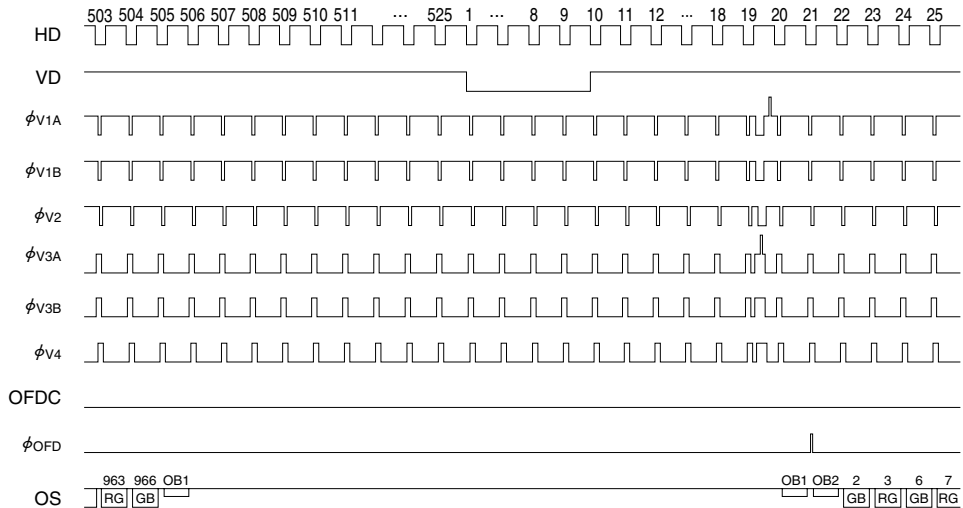 503 504 505 506 507 508 509 510 511 ... 525 1 ... 8 9 10 11 12 ... 18 19 20 21 22 23 24 25
HD
VD
ϕV1A
ϕV1B
ϕV2
ϕV3A
ϕV3B
ϕV4
OFDC
ϕOFD
963 966 OB1 OB1 OB2 2 3 6 7
OS RG GB GB RG GB RG